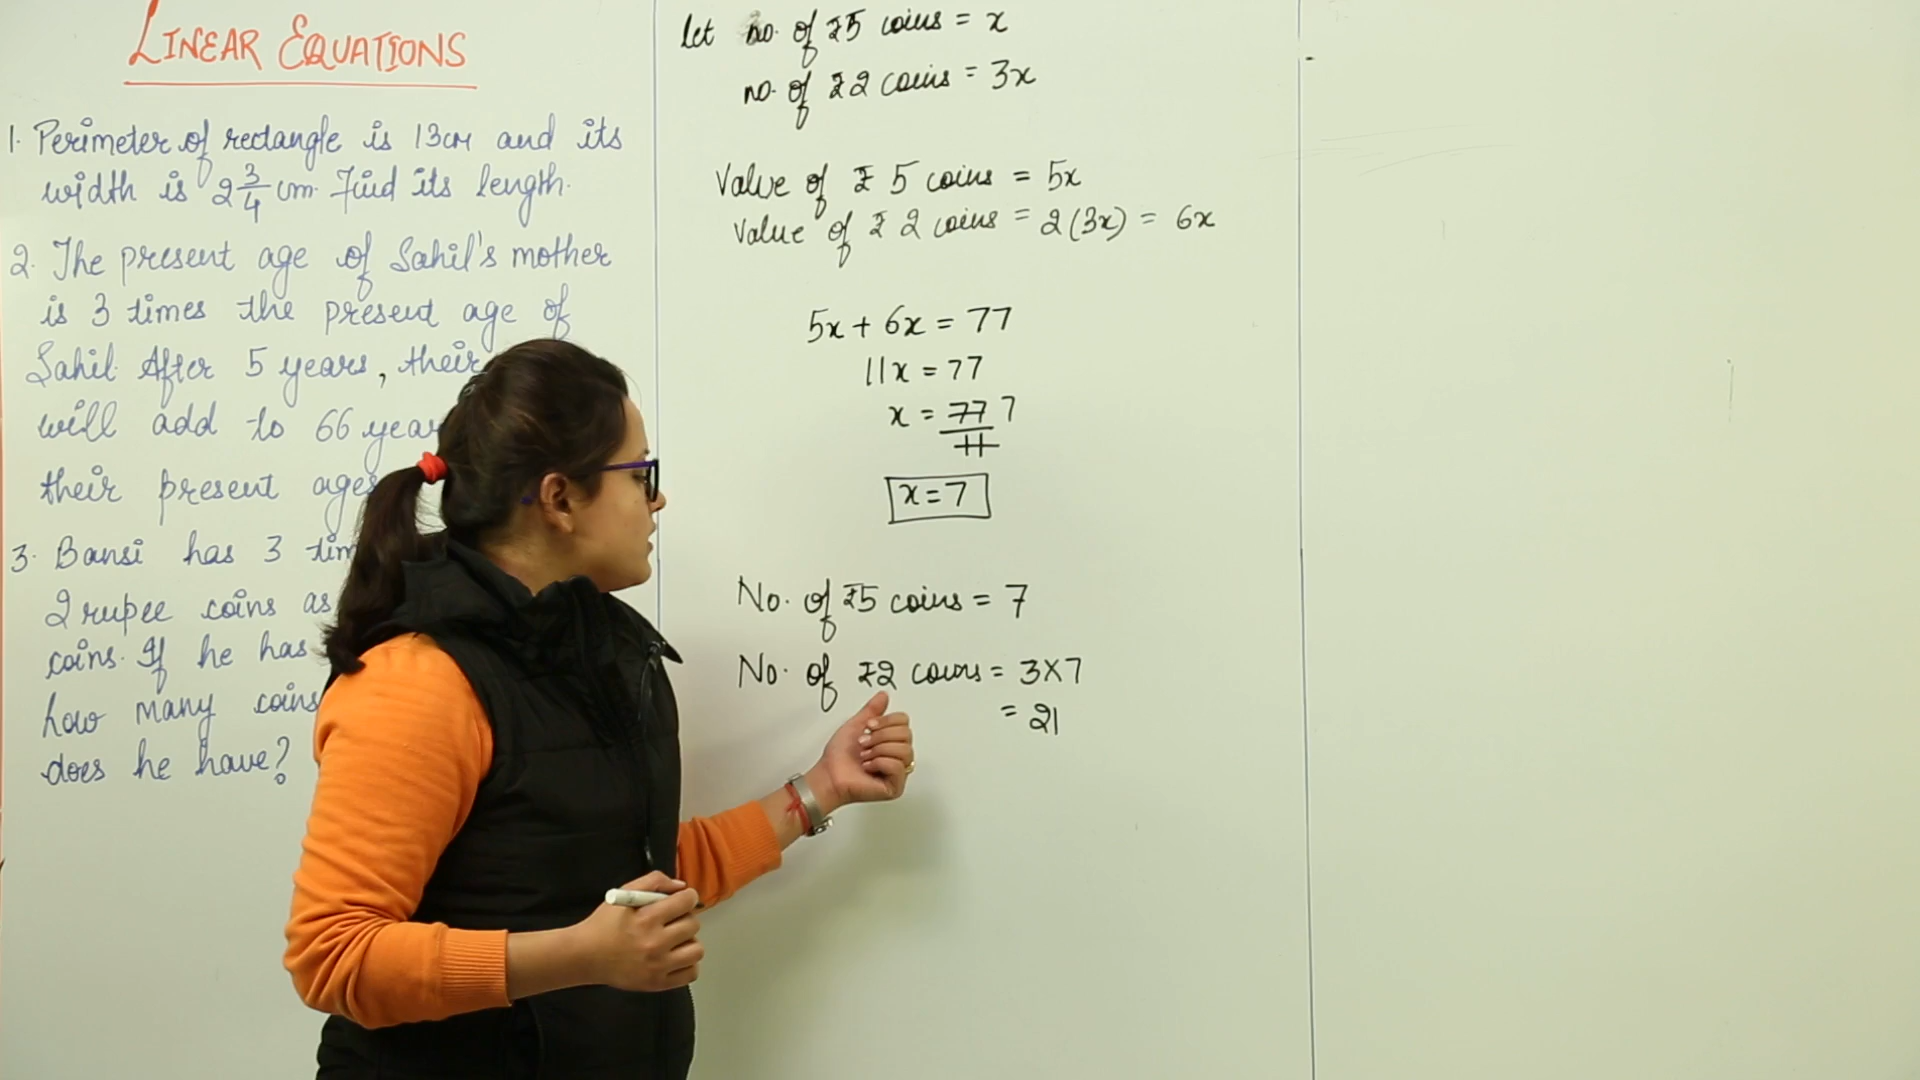 LINEAR EQUATIONS
1. Perimeter of rectangle is 13cm and its
width is 2 3/4 cm. Find its length.
2. The present age of Sahil's mother
is 3 times the present age of
Sahil. After 5 years, their
will add to 66
their present ages
3. Bansi has 3
2 rupee coins as
coins. If he has
how many coins
does he have?
let no. of ₹5 coins = x
no. of ₹2 coins = 3x
Value of ₹ 5 coins = 5x
Value of ₹ 2 coins = 2(3x) = 6x
5x + 6x = 77
11x = 77
x = 77/11 7
x = 7
No. of ₹5 coins = 7
No. of ₹2 coins = 3×7
= 21